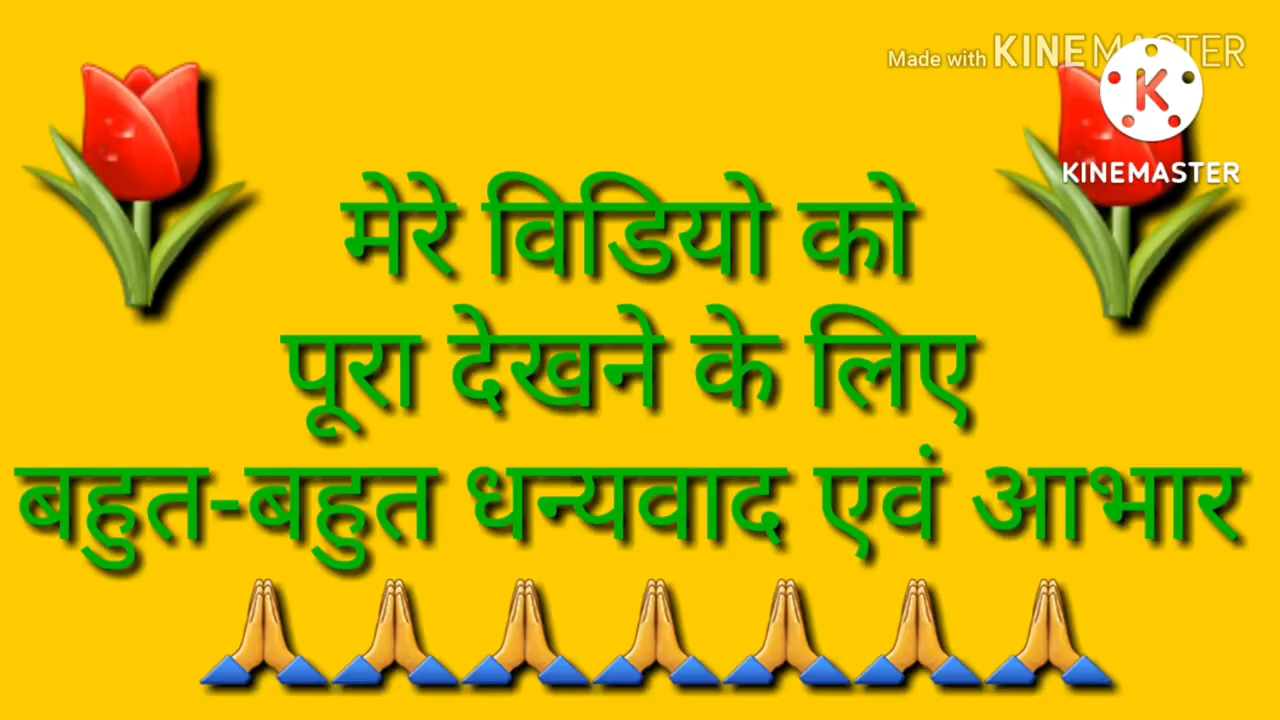 Made with KINEMASTER
KINEMASTER
मेरे विडियो को
पूरा देखने के लिए
बहुत-बहुत धन्यवाद एवं आभार